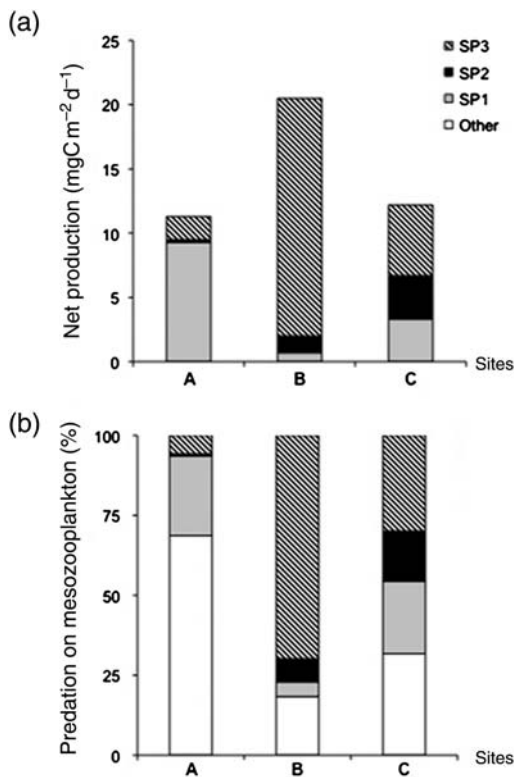 (a)
Net production (mgC m⁻² d⁻¹)
25
20
15
10
5
0
SP3
SP2
SP1
Other
A B C Sites
(b)
Predation on mesozooplankton (%)
100
75
50
25
0
A B C Sites